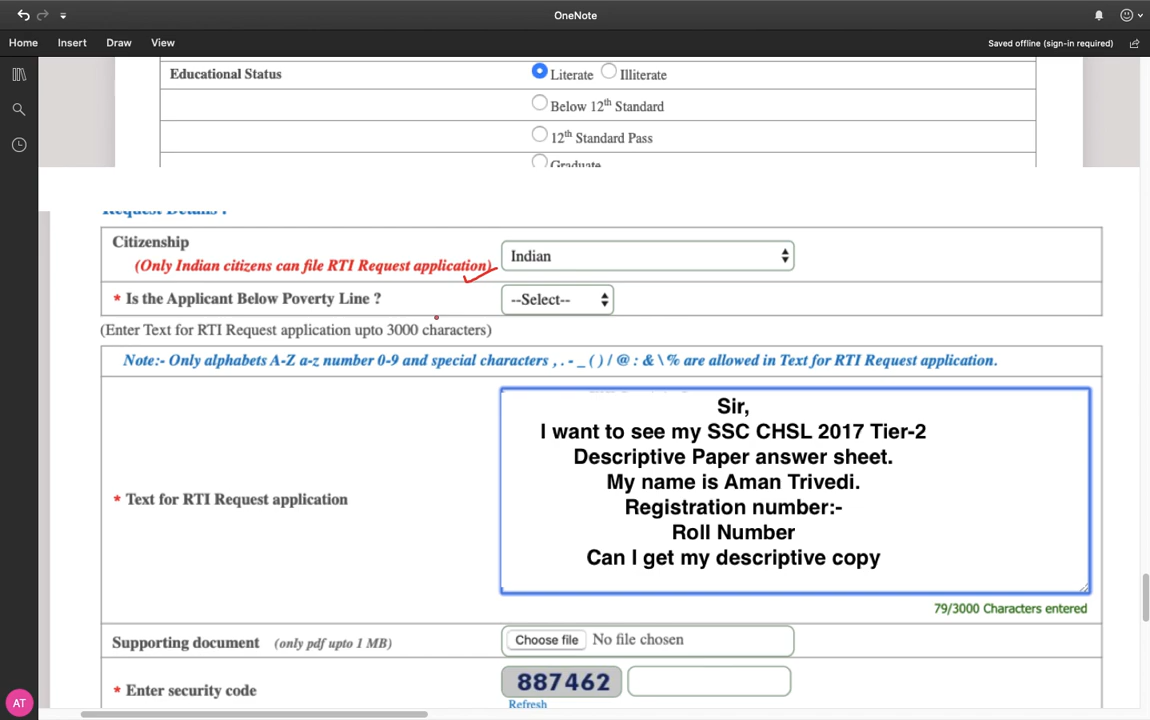 OneNote
Home Insert Draw View
Saved offline (sign-in required)
Educational Status
Literate Illiterate
Below 12th Standard
12th Standard Pass
Graduate
Request Details :
Citizenship
(Only Indian citizens can file RTI Request application)
Indian
* Is the Applicant Below Poverty Line ?
--Select--
(Enter Text for RTI Request application upto 3000 characters)
Note:- Only alphabets A-Z a-z number 0-9 and special characters , . - _ ( ) / @ : & \ % are allowed in Text for RTI Request application.
* Text for RTI Request application
Sir,
I want to see my SSC CHSL 2017 Tier-2
Descriptive Paper answer sheet.
My name is Aman Trivedi.
Registration number:-
Roll Number
Can I get my descriptive copy
79/3000 Characters entered
Supporting document (only pdf upto 1 MB)
Choose file No file chosen
* Enter security code
887462
Refresh
AT